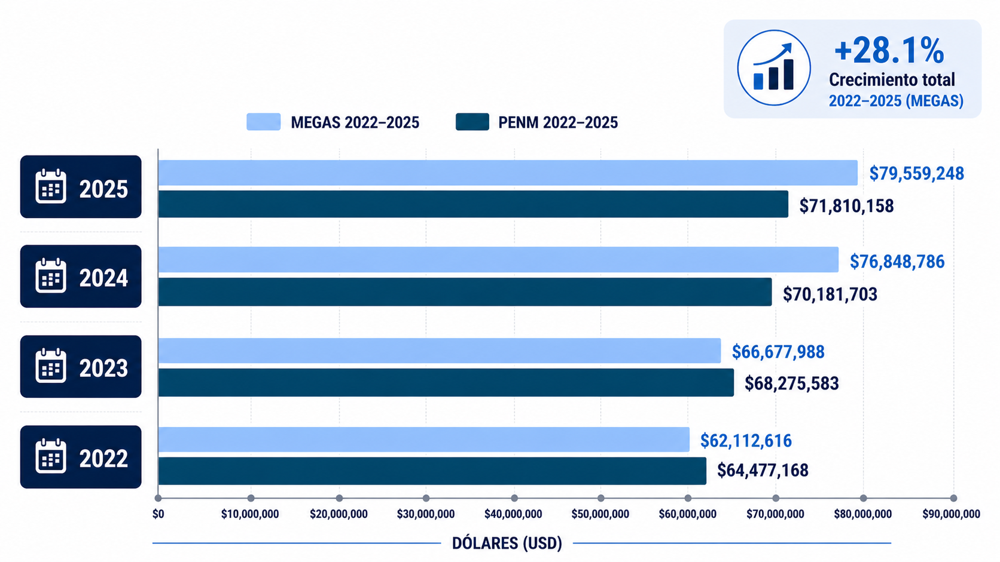 +28.1%
Crecimiento total
2022–2025 (MEGAS)
MEGAS 2022–2025
PENM 2022–2025
2025
$79,559,248
$71,810,158
2024
$76,848,786
$70,181,703
2023
$66,677,988
$68,275,583
2022
$62,112,616
$64,477,168
$0 $10,000,000 $20,000,000 $30,000,000 $40,000,000 $50,000,000 $60,000,000 $70,000,000 $80,000,000 $90,000,000
DÓLARES (USD)